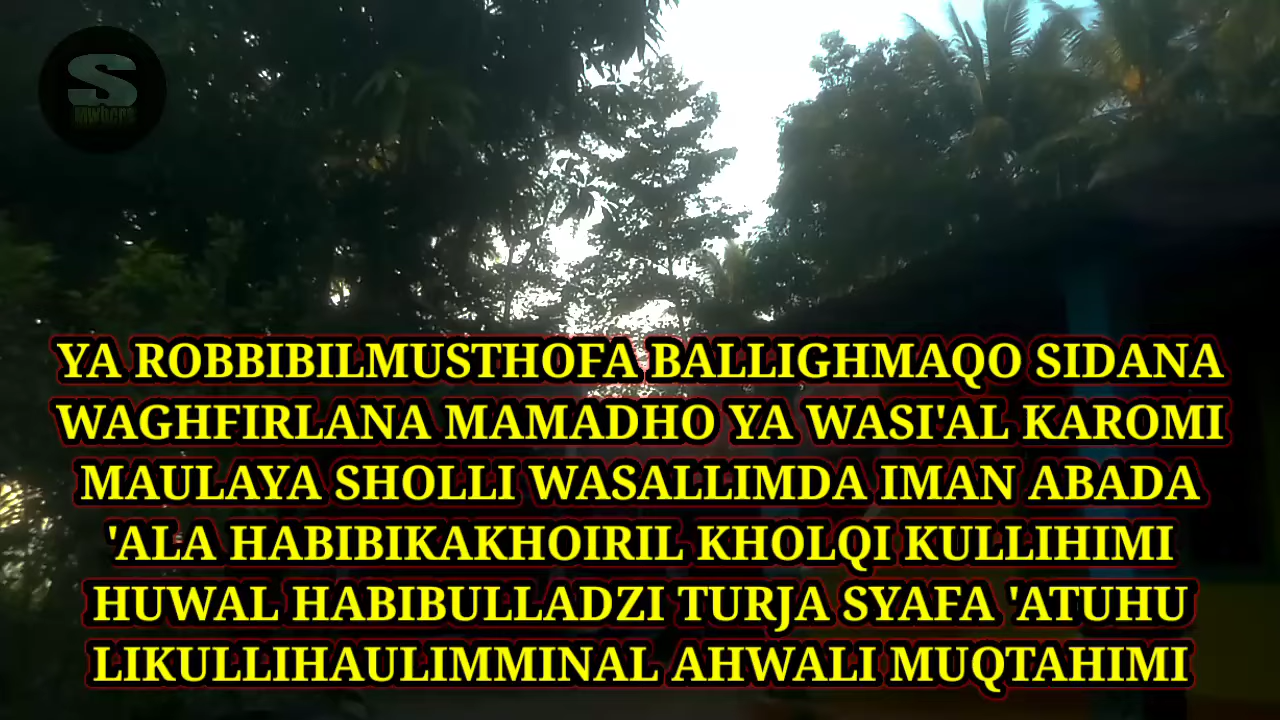 S
YA ROBBIBILMUSTHOFA BALLIGHMAQO SIDANA
WAGHFIRLANA MAMADHO YA WASI'AL KAROMI
MAULAYA SHOLLI WASALLIMDA IMAN ABADA
'ALA HABIBIKAKHOIRIL KHOLQI KULLIHIMI
HUWAL HABIBULLADZI TURJA SYAFA 'ATUHU
LIKULLIHAULIMMINAL AHWALI MUQTAHIMI